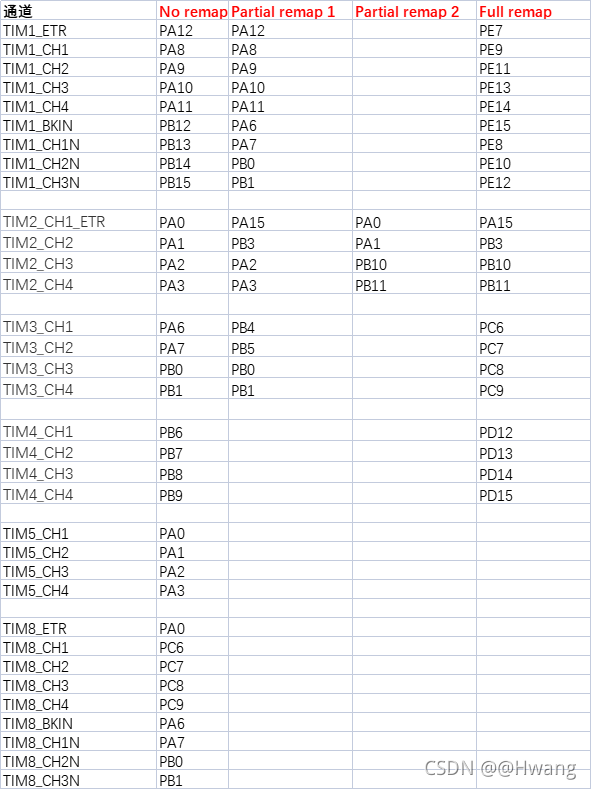 通道 No remap Partial remap 1 Partial remap 2 Full remap
TIM1_ETR PA12 PA12 PE7
TIM1_CH1 PA8 PA8 PE9
TIM1_CH2 PA9 PA9 PE11
TIM1_CH3 PA10 PA10 PE13
TIM1_CH4 PA11 PA11 PE14
TIM1_BKIN PB12 PA6 PE15
TIM1_CH1N PB13 PA7 PE8
TIM1_CH2N PB14 PB0 PE10
TIM1_CH3N PB15 PB1 PE12
TIM2_CH1_ETR PA0 PA15 PA0 PA15
TIM2_CH2 PA1 PB3 PA1 PB3
TIM2_CH3 PA2 PA2 PB10 PB10
TIM2_CH4 PA3 PA3 PB11 PB11
TIM3_CH1 PA6 PB4 PC6
TIM3_CH2 PA7 PB5 PC7
TIM3_CH3 PB0 PB0 PC8
TIM3_CH4 PB1 PB1 PC9
TIM4_CH1 PB6 PD12
TIM4_CH2 PB7 PD13
TIM4_CH3 PB8 PD14
TIM4_CH4 PB9 PD15
TIM5_CH1 PA0
TIM5_CH2 PA1
TIM5_CH3 PA2
TIM5_CH4 PA3
TIM8_ETR PA0
TIM8_CH1 PC6
TIM8_CH2 PC7
TIM8_CH3 PC8
TIM8_CH4 PC9
TIM8_BKIN PA6
TIM8_CH1N PA7
TIM8_CH2N PB0
TIM8_CH3N PB1
CSDN @@Hwang